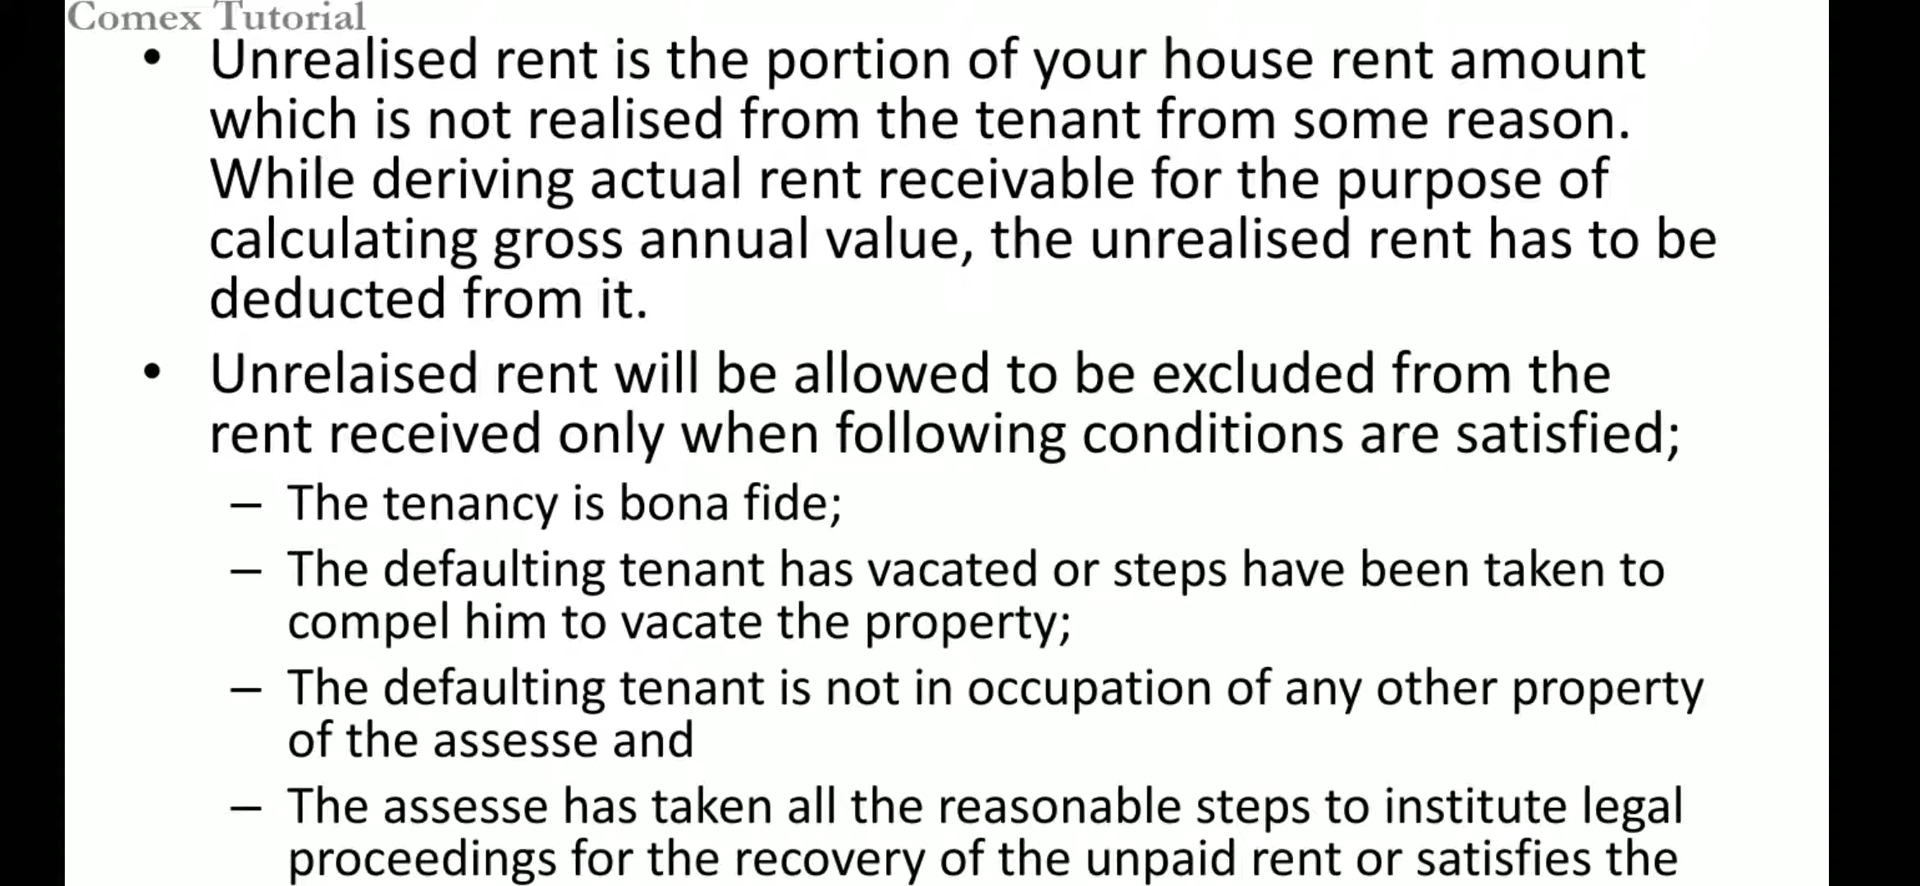 Comex Tutorial
• Unrealised rent is the portion of your house rent amount
which is not realised from the tenant from some reason.
While deriving actual rent receivable for the purpose of
calculating gross annual value, the unrealised rent has to be
deducted from it.
• Unrelaised rent will be allowed to be excluded from the
rent received only when following conditions are satisfied;
– The tenancy is bona fide;
– The defaulting tenant has vacated or steps have been taken to
compel him to vacate the property;
– The defaulting tenant is not in occupation of any other property
of the assesse and
– The assesse has taken all the reasonable steps to institute legal
proceedings for the recovery of the unpaid rent or satisfies the